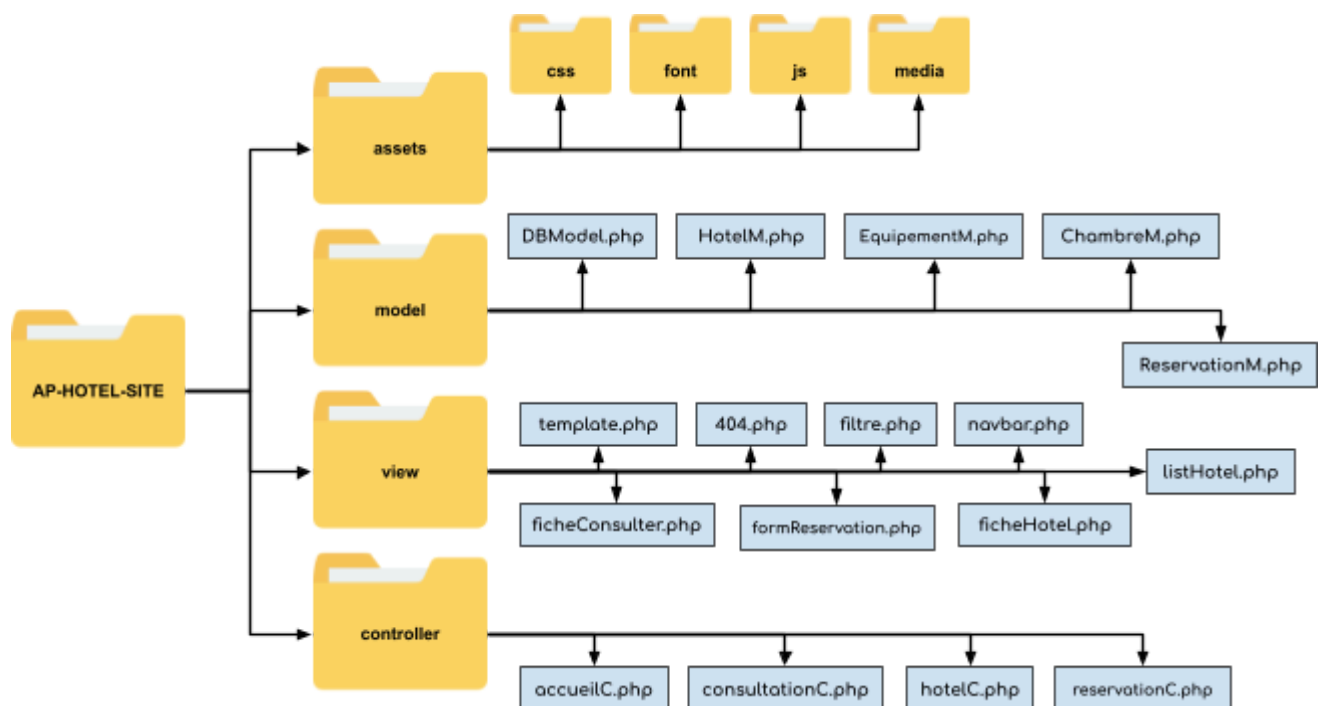 css
font
js
media
assets
DBModel.php
HotelM.php
EquipementM.php
ChambreM.php
model
ReservationM.php
AP-HOTEL-SITE
template.php
404.php
filtre.php
navbar.php
view
listHotel.php
ficheConsulter.php
formReservation.php
ficheHotel.php
controller
accueilC.php
consultationC.php
hotelC.php
reservationC.php